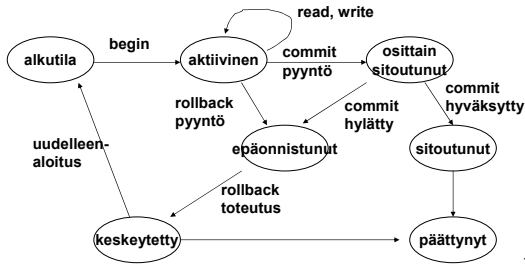 read, write
begin
alkutila
aktiivinen
commit
pyyntö
osittain
sitoutunut
rollback
pyyntö
commit
hylätty
commit
hyväksytty
uudelleen-
aloitus
epäonnistunut
sitoutunut
rollback
toteutus
keskeytetty
päättynyt